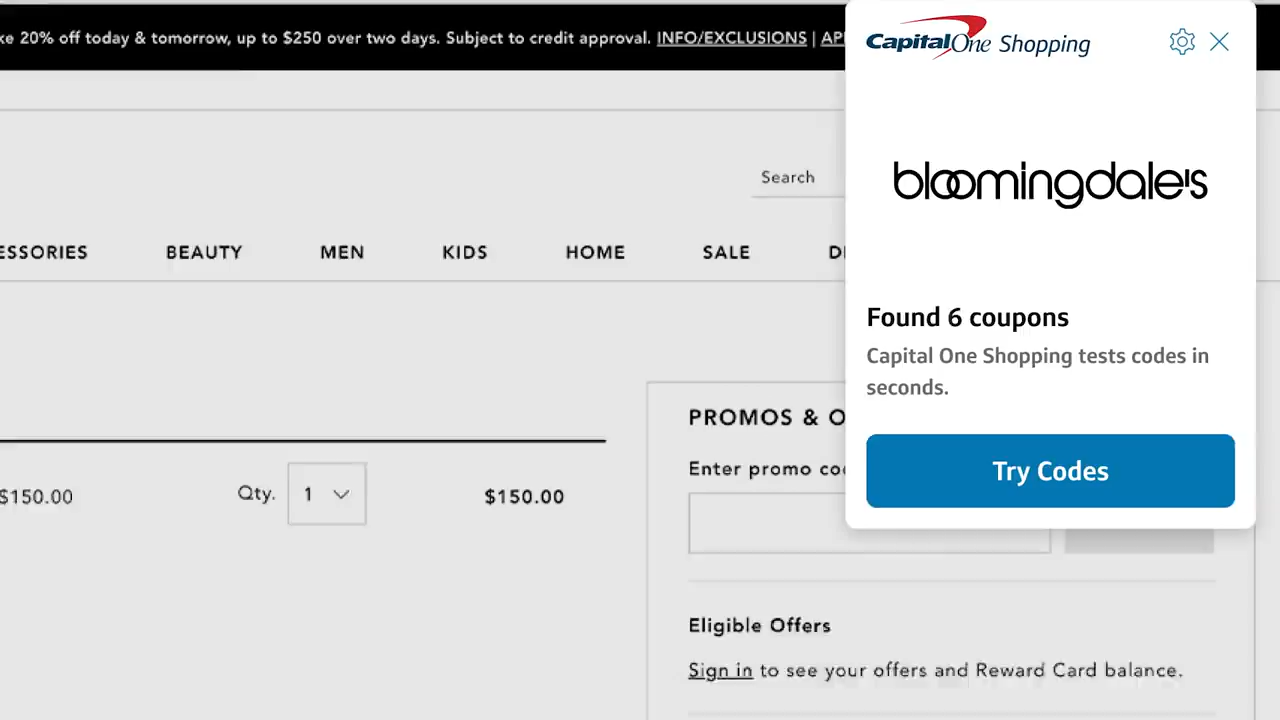 ke 20% off today & tomorrow, up to $250 over two days. Subject to credit approval. INFO/EXCLUSIONS | AP
CapitalOne Shopping
bloomingdale's
Search
ESSORIES BEAUTY MEN KIDS HOME SALE D
Found 6 coupons
Capital One Shopping tests codes in
seconds.
Try Codes
PROMOS & O
Enter promo co
$150.00 Qty. 1 $150.00
Eligible Offers
Sign in to see your offers and Reward Card balance.